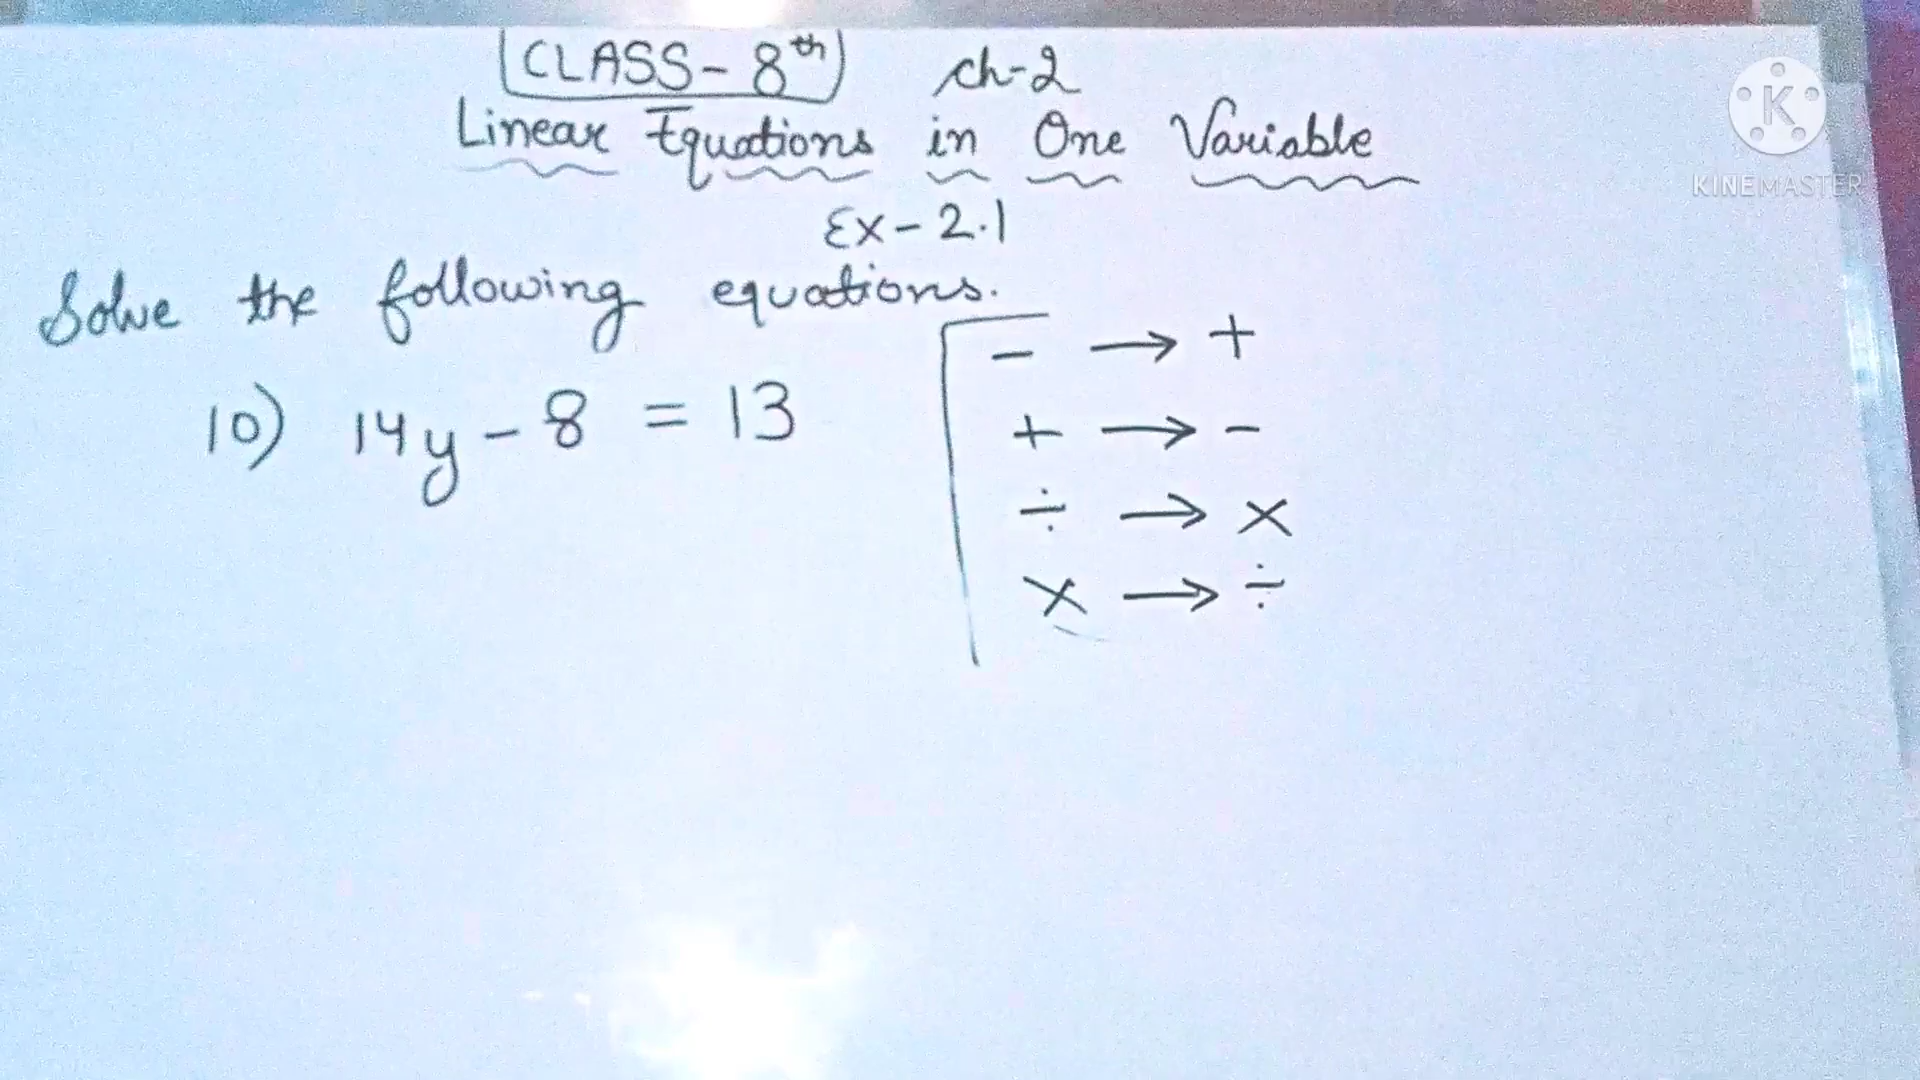 CLASS - 8th ch-2
Linear Equations in One Variable
Ex - 2.1
Solve the following equations.
10) 14y - 8 = 13
- → +
+ → -
÷ → ×
× → ÷
K
KINEMASTER